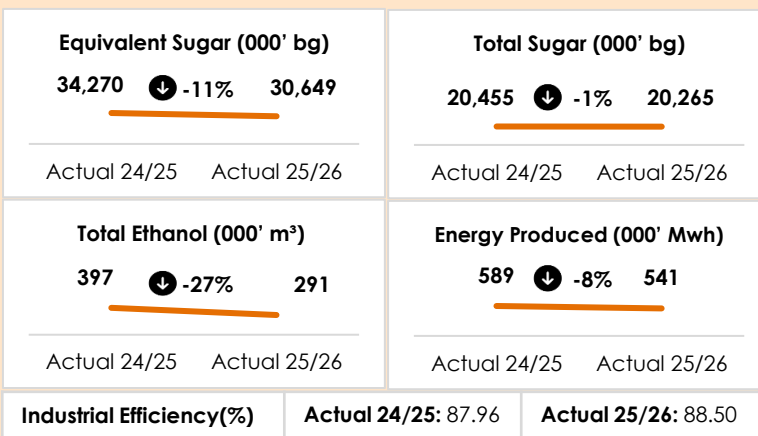 Equivalent Sugar (000’ bg)
34,270 -11% 30,649
Actual 24/25 Actual 25/26
Total Sugar (000’ bg)
20,455 -1% 20,265
Actual 24/25 Actual 25/26
Total Ethanol (000’ m³)
397 -27% 291
Actual 24/25 Actual 25/26
Energy Produced (000’ Mwh)
589 -8% 541
Actual 24/25 Actual 25/26
Industrial Efficiency(%) Actual 24/25: 87.96 Actual 25/26: 88.50